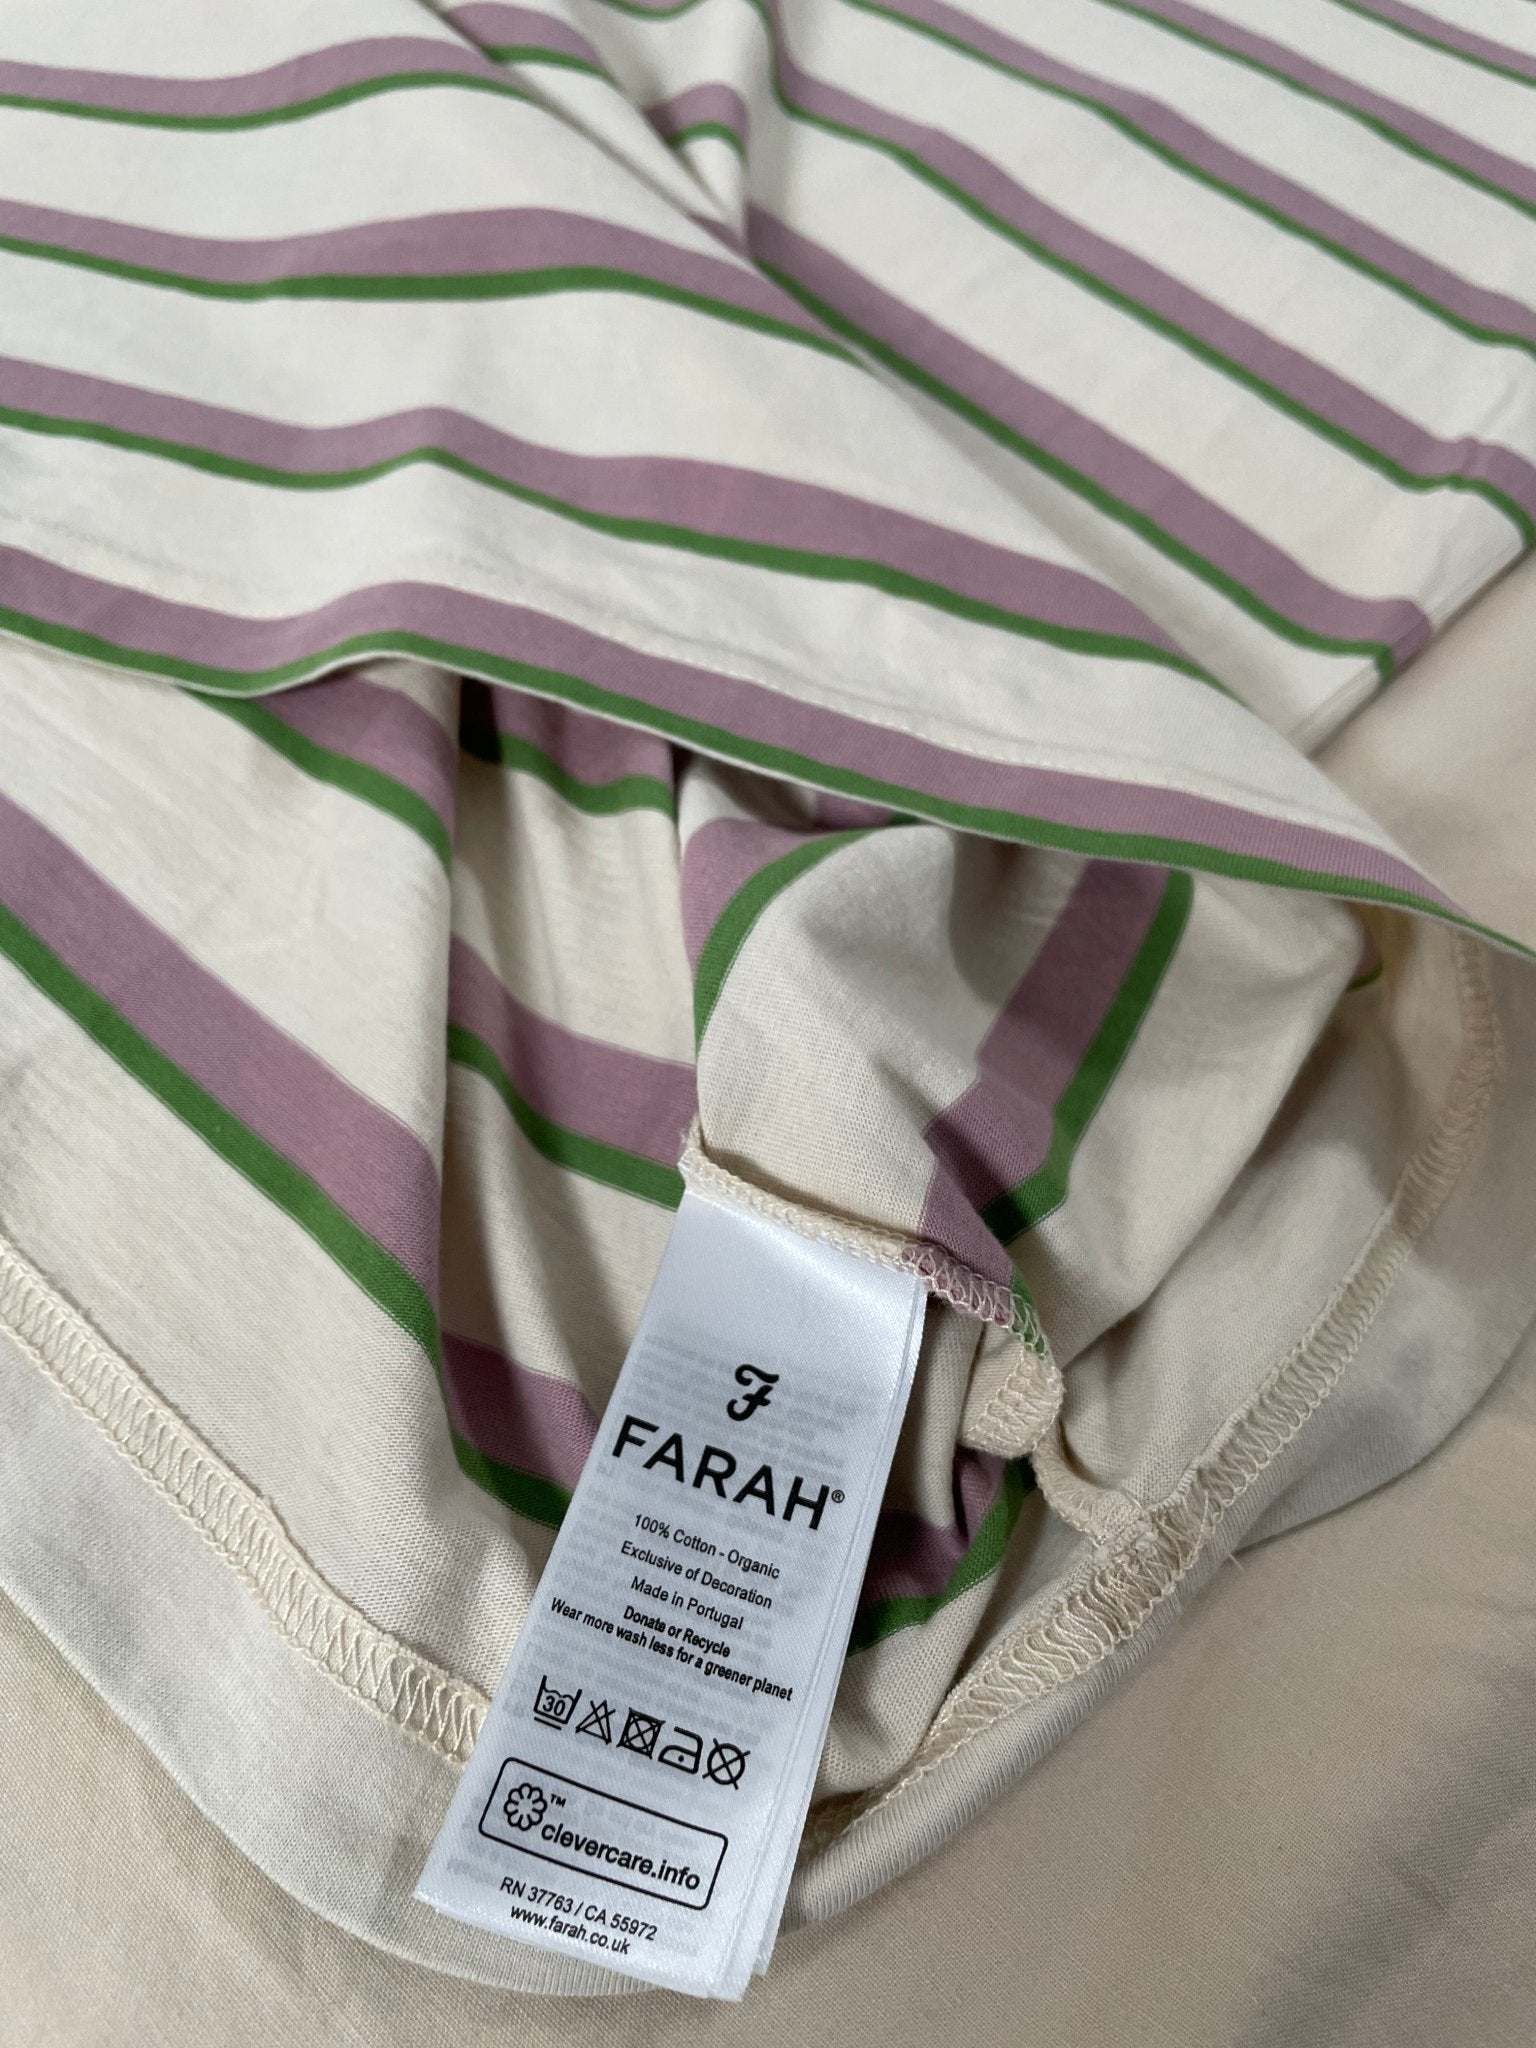 F
FARAH®
100% Cotton - Organic
Exclusive of Decoration
Made in Portugal
Donate or Recycle
Wear more wash less for a greener planet
30
™
clevercare.info
RN 37763 / CA 55972
www.farah.co.uk